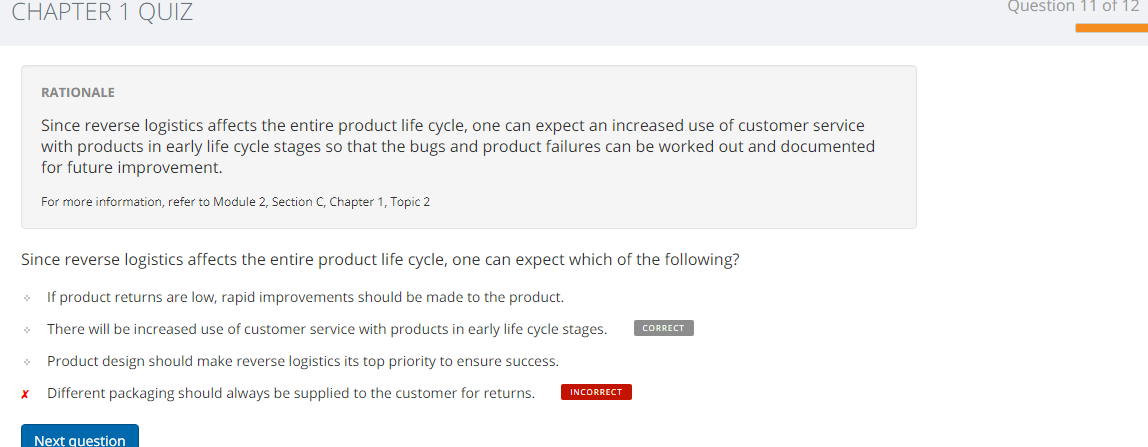 CHAPTER 1 QUIZ
Question 11 of 12
RATIONALE
Since reverse logistics affects the entire product life cycle, one can expect an increased use of customer service
with products in early life cycle stages so that the bugs and product failures can be worked out and documented
for future improvement.
For more information, refer to Module 2, Section C, Chapter 1, Topic 2
Since reverse logistics affects the entire product life cycle, one can expect which of the following?
If product returns are low, rapid improvements should be made to the product.
There will be increased use of customer service with products in early life cycle stages. CORRECT
Product design should make reverse logistics its top priority to ensure success.
✗ Different packaging should always be supplied to the customer for returns. INCORRECT
Next question